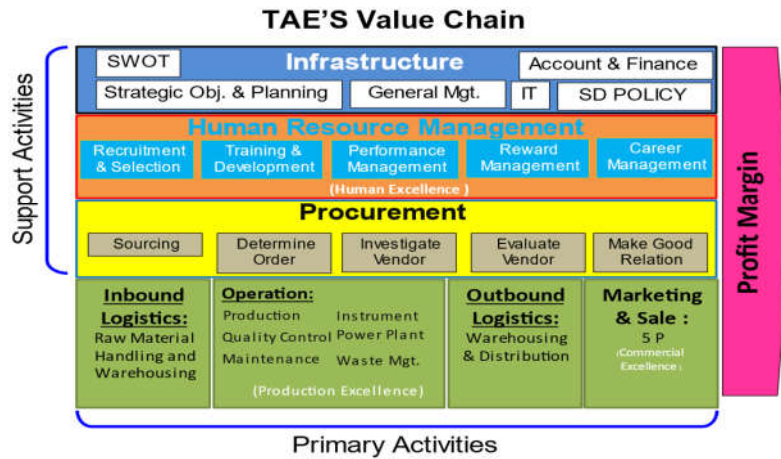 TAE'S Value Chain
Support Activities
SWOT
Infrastructure
Account & Finance
Strategic Obj. & Planning
General Mgt.
IT
SD POLICY
Human Resource Management
Recruitment
& Selection
Training &
Development
Performance
Management
Reward
Management
Career
Management
(Human Excellence )
Procurement
Sourcing
Determine
Order
Investigate
Vendor
Evaluate
Vendor
Make Good
Relation
Inbound
Logistics:
Raw Material
Handling and
Warehousing
Operation:
Production
Instrument
Quality Control
Power Plant
Maintenance
Waste Mgt.
(Production Excellence)
Outbound
Logistics:
Warehousing
& Distribution
Marketing
& Sale :
5 P
(Commercial
Excellence )
Profit Margin
Primary Activities